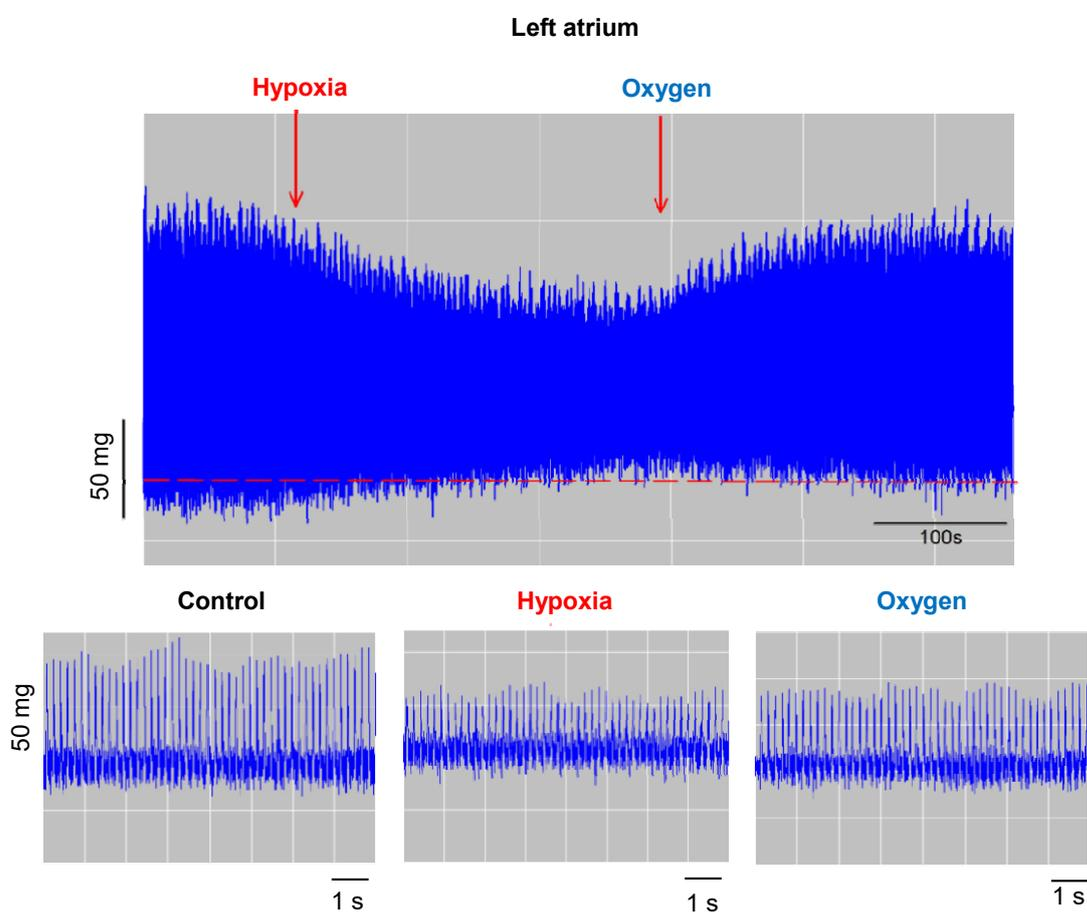 Left atrium
Hypoxia
Oxygen
50 mg
100s
Control
Hypoxia
Oxygen
50 mg
1 s
1 s
1 s